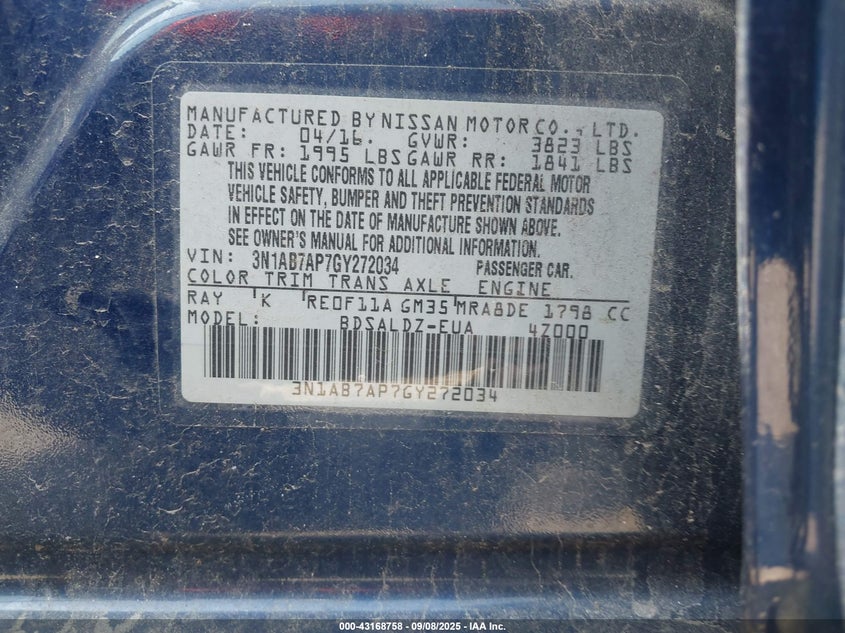 MANUFACTURED BY NISSAN MOTOR CO., LTD.
DATE: 04/16. GVWR: 3823 LBS
GAWR FR: 1995 LBS GAWR RR: 1841 LBS
THIS VEHICLE CONFORMS TO ALL APPLICABLE FEDERAL MOTOR
VEHICLE SAFETY, BUMPER AND THEFT PREVENTION STANDARDS
IN EFFECT ON THE DATE OF MANUFACTURE SHOWN ABOVE.
SEE OWNER'S MANUAL FOR ADDITIONAL INFORMATION.
VIN: 3N1AB7AP7GY272034 PASSENGER CAR.
COLOR TRIM TRANS AXLE ENGINE
RAY K RE0F11A GM35 MRA8DE 1798 CC
MODEL: BDSALDZ-EUA 4Z000
3N1AB7AP7GY272034
000-43168758 - 09/08/2025 - IAA Inc.